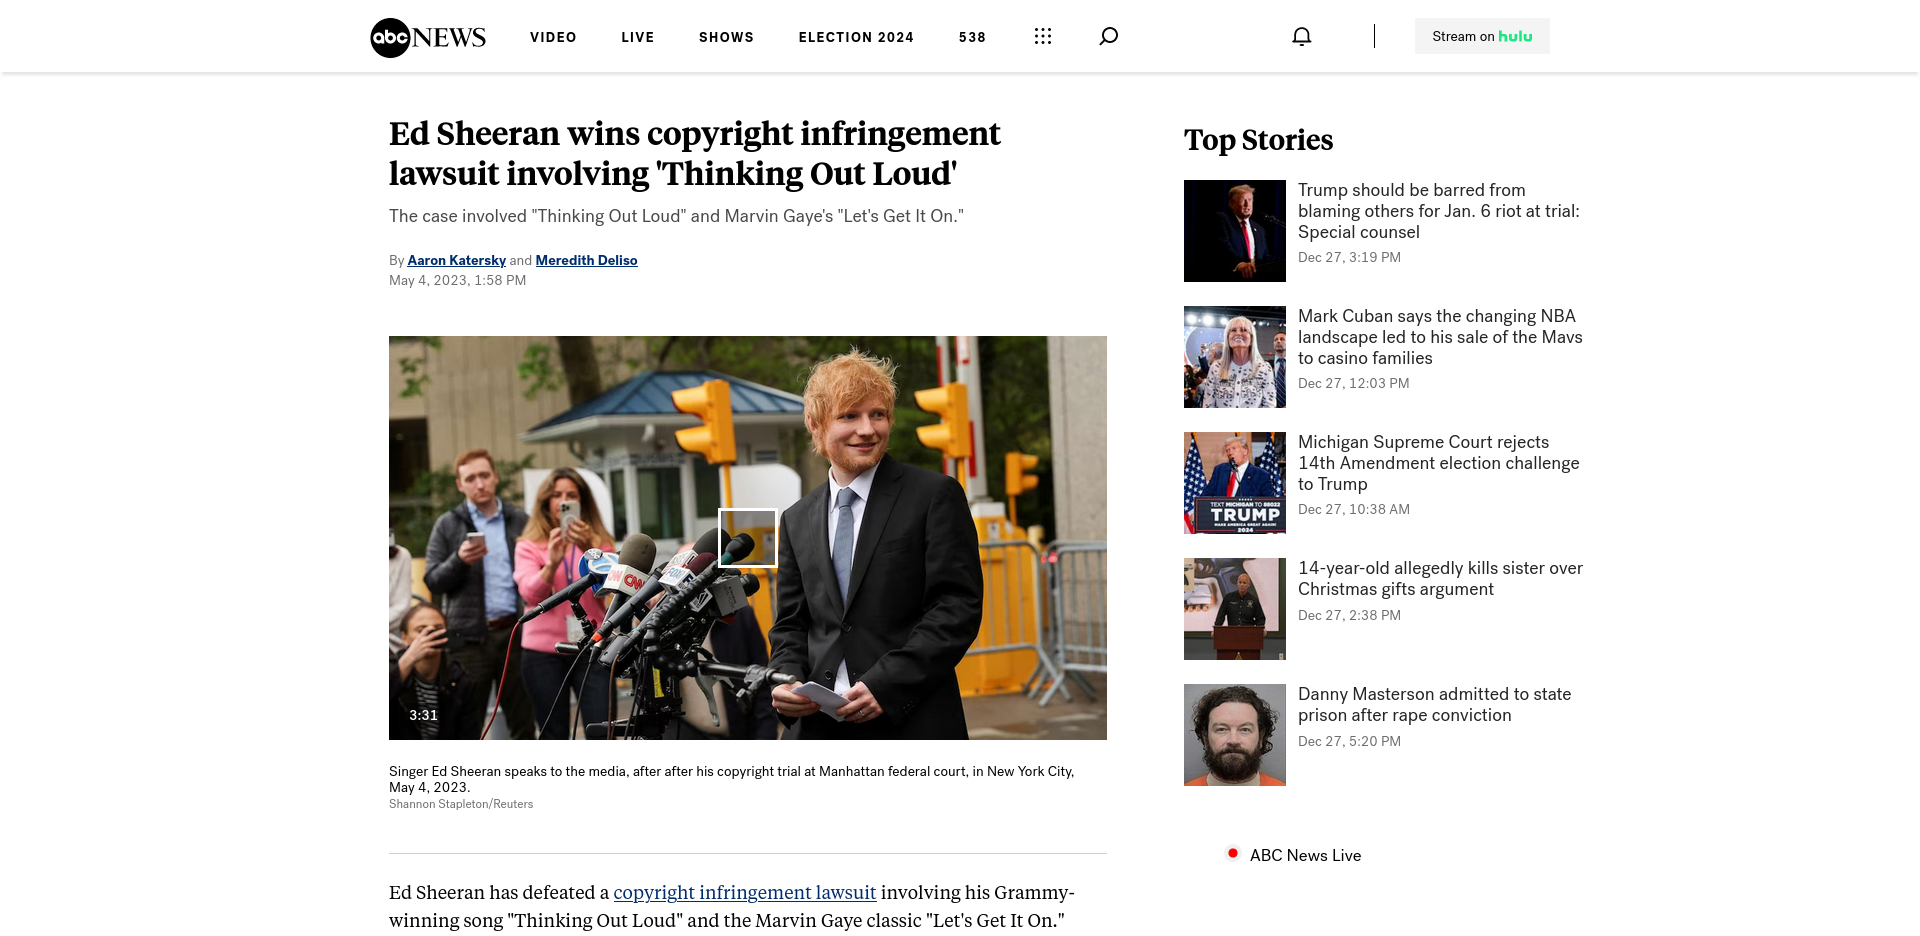 abc NEWS
VIDEO LIVE SHOWS ELECTION 2024 538
Stream on hulu
Ed Sheeran wins copyright infringement
lawsuit involving 'Thinking Out Loud'
The case involved "Thinking Out Loud" and Marvin Gaye's "Let's Get It On."
By Aaron Katersky and Meredith Deliso
May 4, 2023, 1:58 PM
CNN
FOX
3:31
Singer Ed Sheeran speaks to the media, after after his copyright trial at Manhattan federal court, in New York City,
May 4, 2023.
Shannon Stapleton/Reuters
Ed Sheeran has defeated a copyright infringement lawsuit involving his Grammy-
winning song "Thinking Out Loud" and the Marvin Gaye classic "Let's Get It On."
Top Stories
Trump should be barred from
blaming others for Jan. 6 riot at trial:
Special counsel
Dec 27, 3:19 PM
Mark Cuban says the changing NBA
landscape led to his sale of the Mavs
to casino families
Dec 27, 12:03 PM
Michigan Supreme Court rejects
14th Amendment election challenge
to Trump
Dec 27, 10:38 AM
TEXT MICHIGAN TO 88022
TRUMP
MAKE AMERICA GREAT AGAIN!
2024
14-year-old allegedly kills sister over
Christmas gifts argument
Dec 27, 2:38 PM
Danny Masterson admitted to state
prison after rape conviction
Dec 27, 5:20 PM
ABC News Live